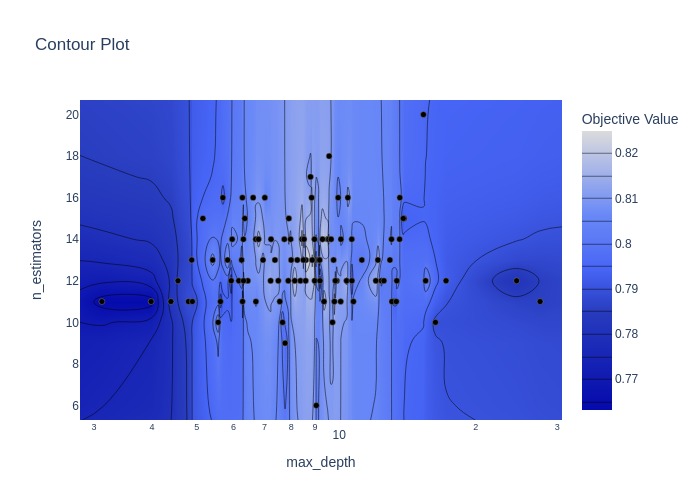 Contour Plot
Objective Value
20
18
16
14
12
10
8
6
n_estimators
3 4 5 6 7 8 9 10 2 3
max_depth
0.82
0.81
0.8
0.79
0.78
0.77